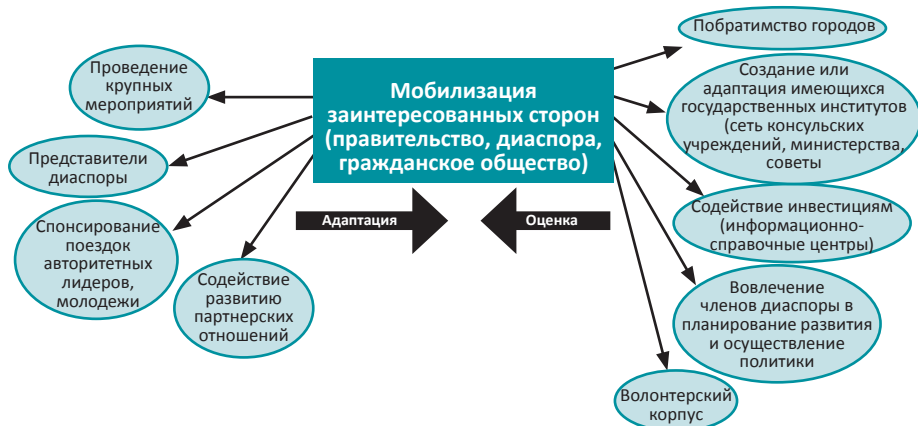 Побратимство городов
Проведение
крупных
мероприятий
Мобилизация
заинтересованных сторон
(правительство, диаспора,
гражданское общество)
Создание или
адаптация имеющихся
государственных институтов
(сеть консульских
учреждений, министерства,
советы
Представители
диаспоры
Адаптация
Оценка
Содействие инвестициям
(информационно-
справочные центры)
Спонсирование
поездок
авторитетных
лидеров,
молодежи
Содействие
развитию
партнерских
отношений
Вовлечение
членов диаспоры в
планирование развития
и осуществление
политики
Волонтерский
корпус